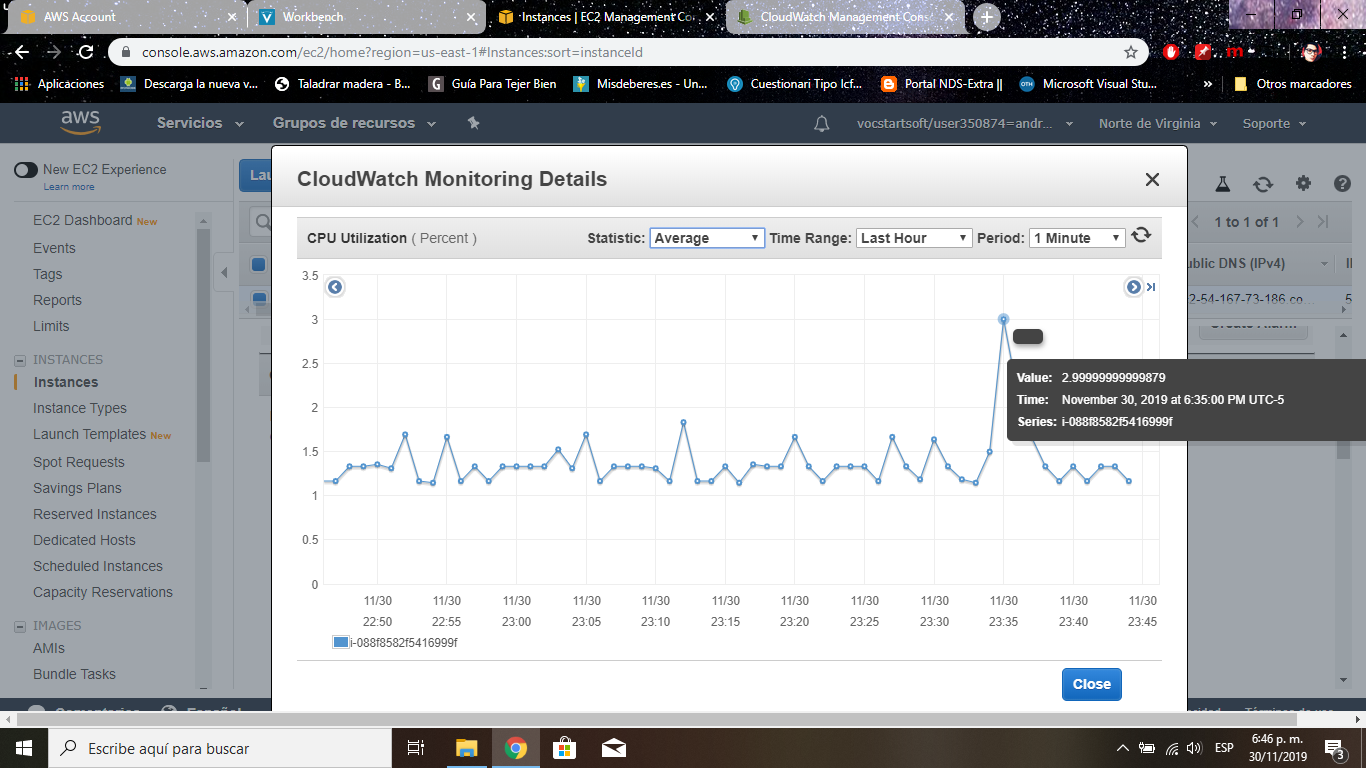 AWS Account
Workbench
Instances | EC2 Management Co
CloudWatch Management Cons
console.aws.amazon.com/ec2/home?region=us-east-1#Instances:sort=instanceId
Aplicaciones
Descarga la nueva v...
Taladrar madera - B...
Guía Para Tejer Bien
Misdeberes.es - Un...
Cuestionari Tipo Icf...
Portal NDS-Extra ||
Microsoft Visual Stu...
»
Otros marcadores
aws
Servicios
Grupos de recursos
vocstartsoft/user350874=andr...
Norte de Virginia
Soporte
New EC2 Experience
Learn more
EC2 Dashboard New
Events
Tags
Reports
Limits
INSTANCES
Instances
Instance Types
Launch Templates New
Spot Requests
Savings Plans
Reserved Instances
Dedicated Hosts
Scheduled Instances
Capacity Reservations
IMAGES
AMIs
Bundle Tasks
Lau
1 to 1 of 1
ublic DNS (IPv4)
2-54-167-73-186.co...
5
Create Alarm
CloudWatch Monitoring Details
CPU Utilization ( Percent )
Statistic: Average
Time Range: Last Hour
Period: 1 Minute
3.5
3
2.5
2
1.5
1
0.5
0
11/30 11/30 11/30 11/30 11/30 11/30 11/30 11/30 11/30 11/30 11/30 11/30
22:50 22:55 23:00 23:05 23:10 23:15 23:20 23:25 23:30 23:35 23:40 23:45
Value: 2.99999999999879
Time: November 30, 2019 at 6:35:00 PM UTC-5
Series: i-088f8582f5416999f
i-088f8582f5416999f
Close
Comentarios
Español
Términos de uso
Escribe aquí para buscar
ESP
6:46 p. m.
30/11/2019
3